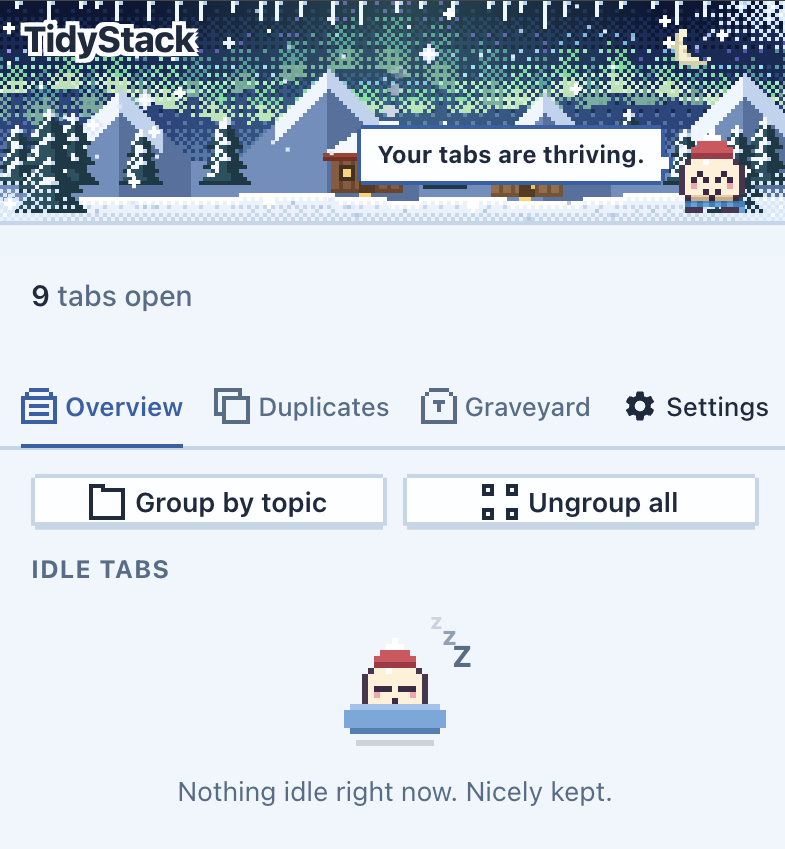 TidyStack
Your tabs are thriving.
9 tabs open
Overview
Duplicates
Graveyard
Settings
Group by topic
Ungroup all
IDLE TABS
z
z
Z
Nothing idle right now. Nicely kept.